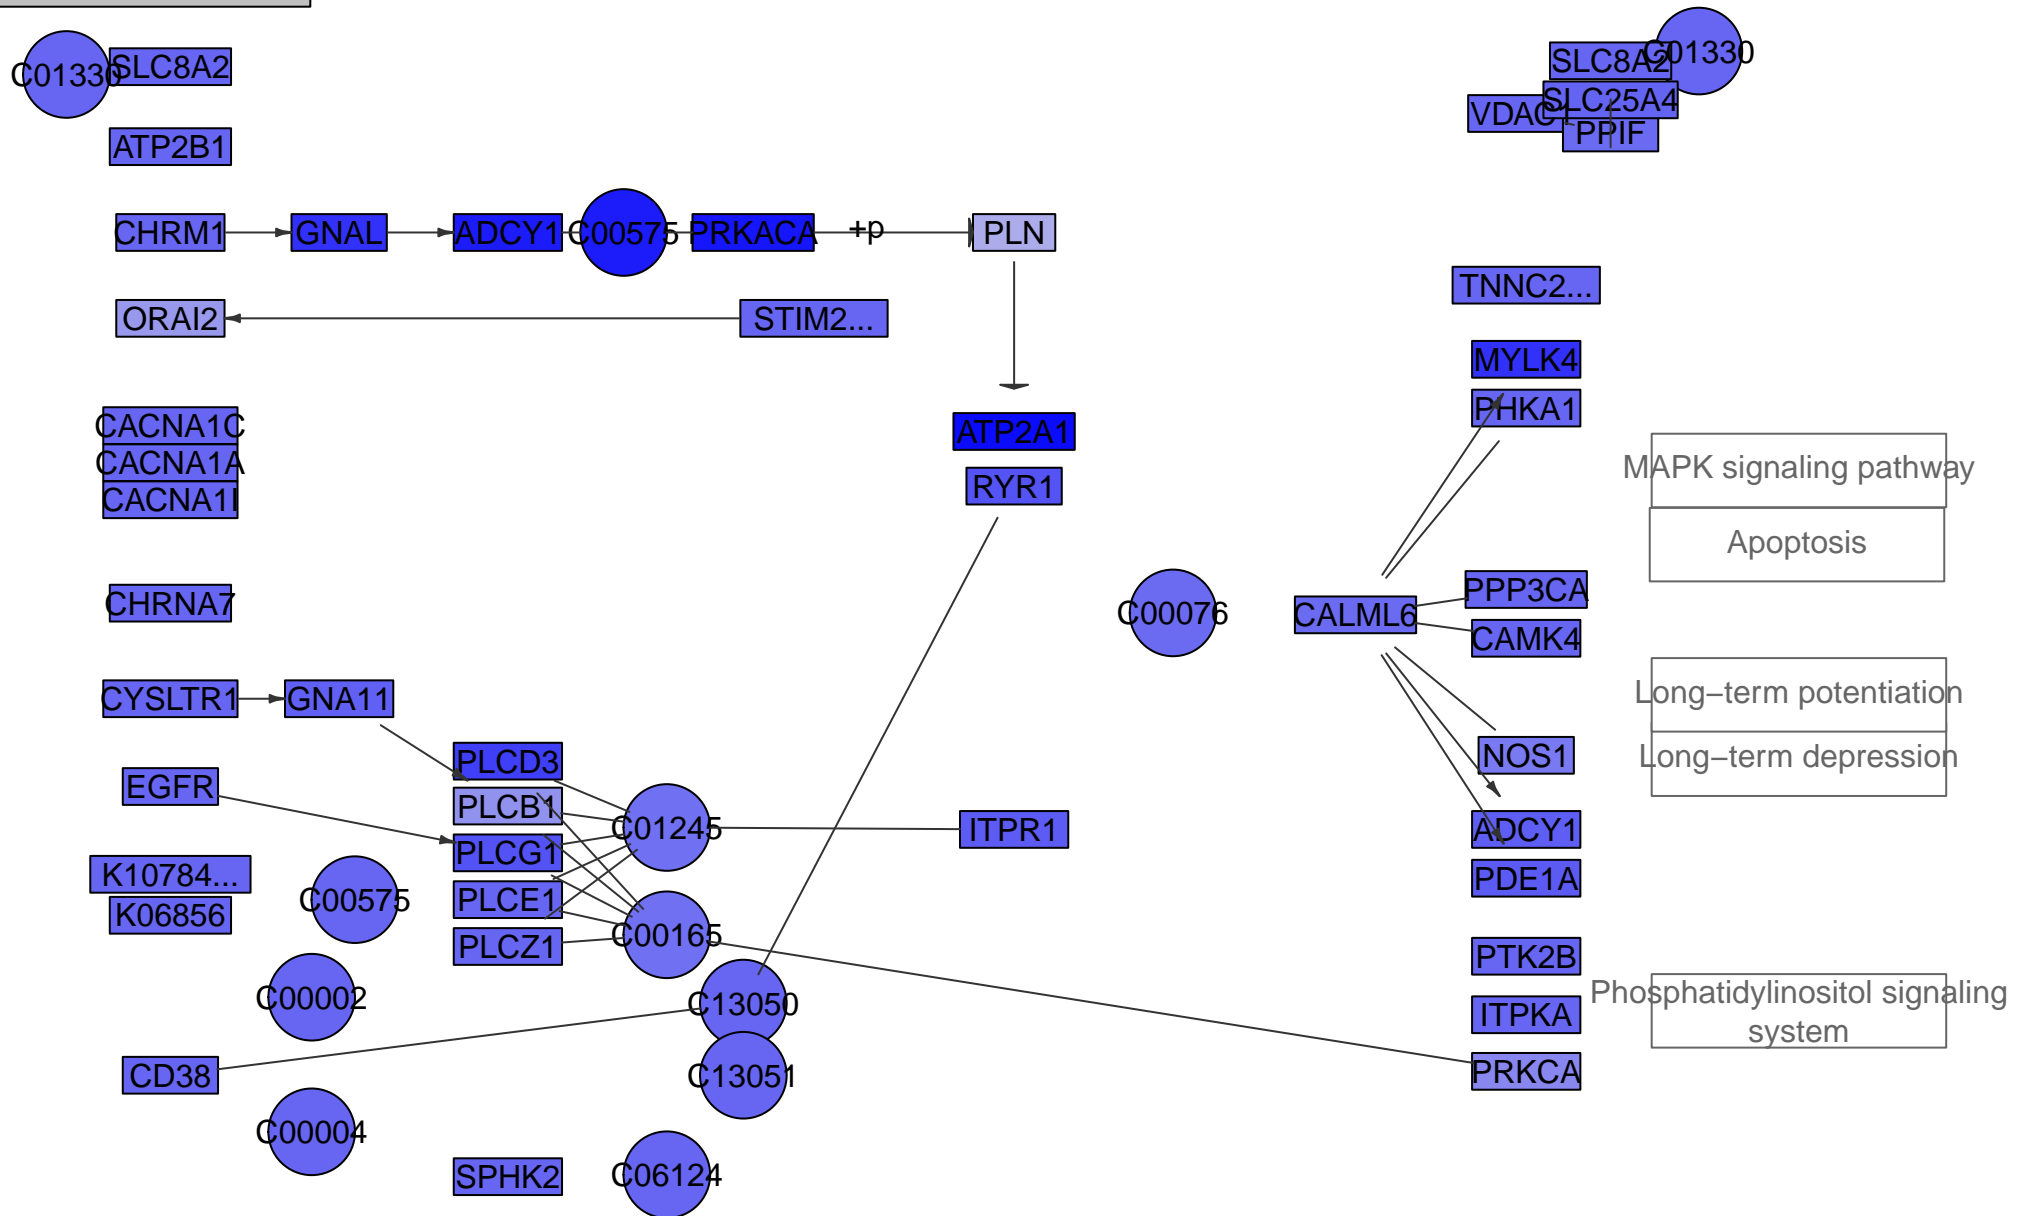 C01330
SLC8A2
SLC8A2
C01330
SLC25A4
VDAC1
PPIF
ATP2B1
CHRM1
GNAL
ADCY1
C00575
PRKACA
+p
PLN
TNNC2...
ORAI2
STIM2...
MYLK4
PHKA1
CACNA1C
CACNA1A
CACNA1I
ATP2A1
RYR1
MAPK signaling pathway
Apoptosis
CHRNA7
C00076
CALML6
PPP3CA
CAMK4
CYSLTR1
GNA11
Long–term potentiation
Long–term depression
NOS1
PLCD3
EGFR
PLCB1
C01245
ITPR1
ADCY1
PLCG1
K10784...
K06856
C00575
PLCE1
PDE1A
PLCZ1
C00165
PTK2B
C00002
C13050
ITPKA
Phosphatidylinositol signaling
system
CD38
C13051
PRKCA
C00004
SPHK2
C06124